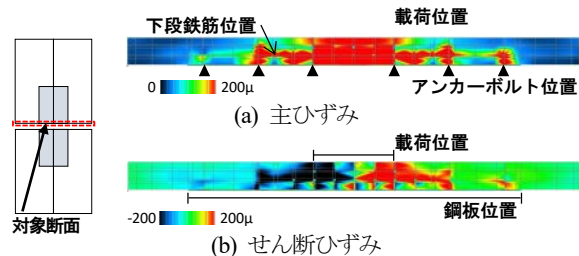 下段鉄筋位置
載荷位置
0
200μ
アンカーボルト位置
(a) 主ひずみ
載荷位置
-200
200μ
鋼板位置
(b) せん断ひずみ
対象断面